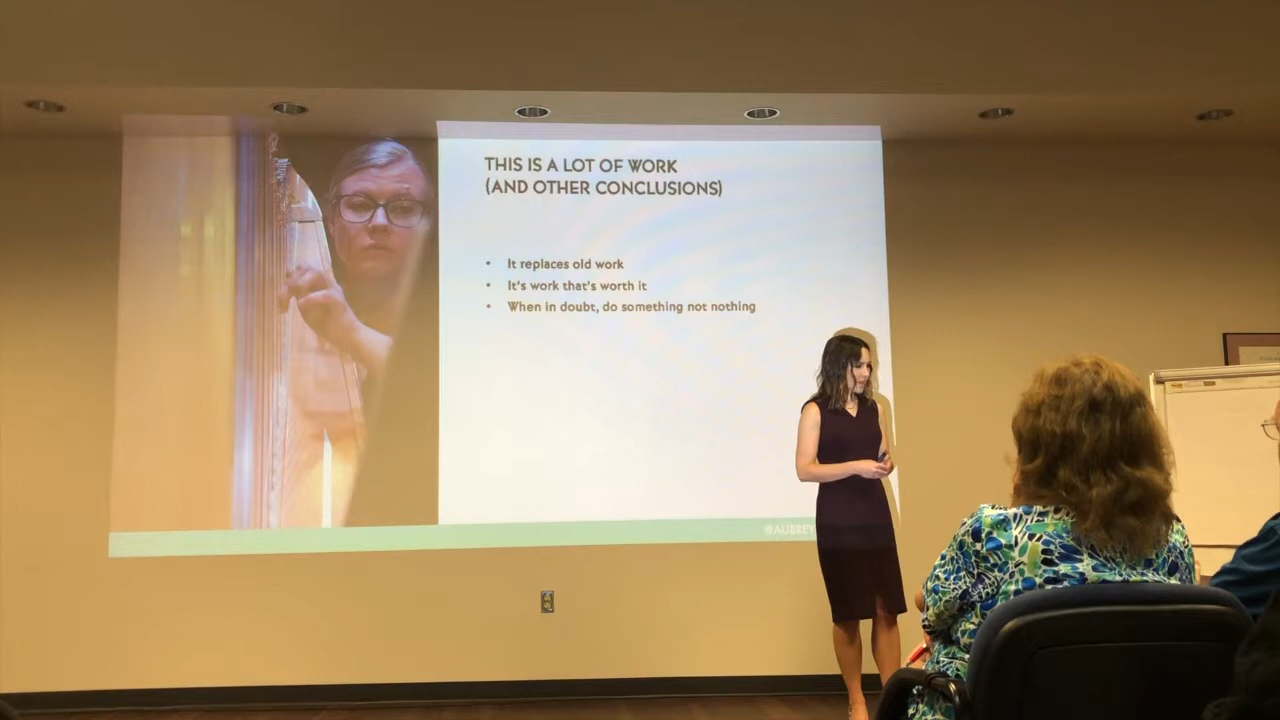 THIS IS A LOT OF WORK
(AND OTHER CONCLUSIONS)
• It replaces old work
• It's work that's worth it
• When in doubt, do something not nothing
@AUBREY